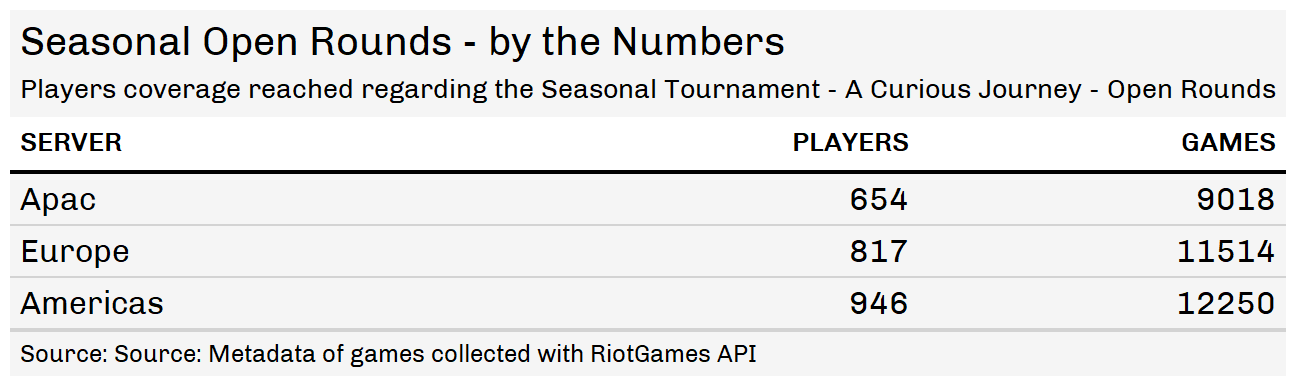 Seasonal Open Rounds - by the Numbers
Players coverage reached regarding the Seasonal Tournament - A Curious Journey - Open Rounds
SERVER PLAYERS GAMES
Apac 654 9018
Europe 817 11514
Americas 946 12250
Source: Source: Metadata of games collected with RiotGames API